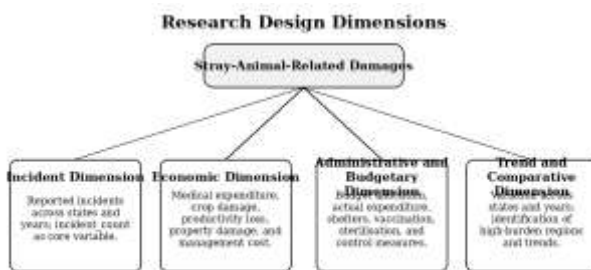 Research Design Dimensions
Stray-Animal-Related Damages
Incident Dimension
Reported incidents
across states and
years; incident count
as core variable.
Economic Dimension
Medical expenditure,
crop damage,
productivity loss,
property damage, and
management cost.
Administrative and
Budgetary
Dimension
actual expenditure,
shelters, vaccination,
sterilisation, and
control measures.
Trend and
Comparative
Dimension
states and years;
identification of
high-burden regions
and trends.